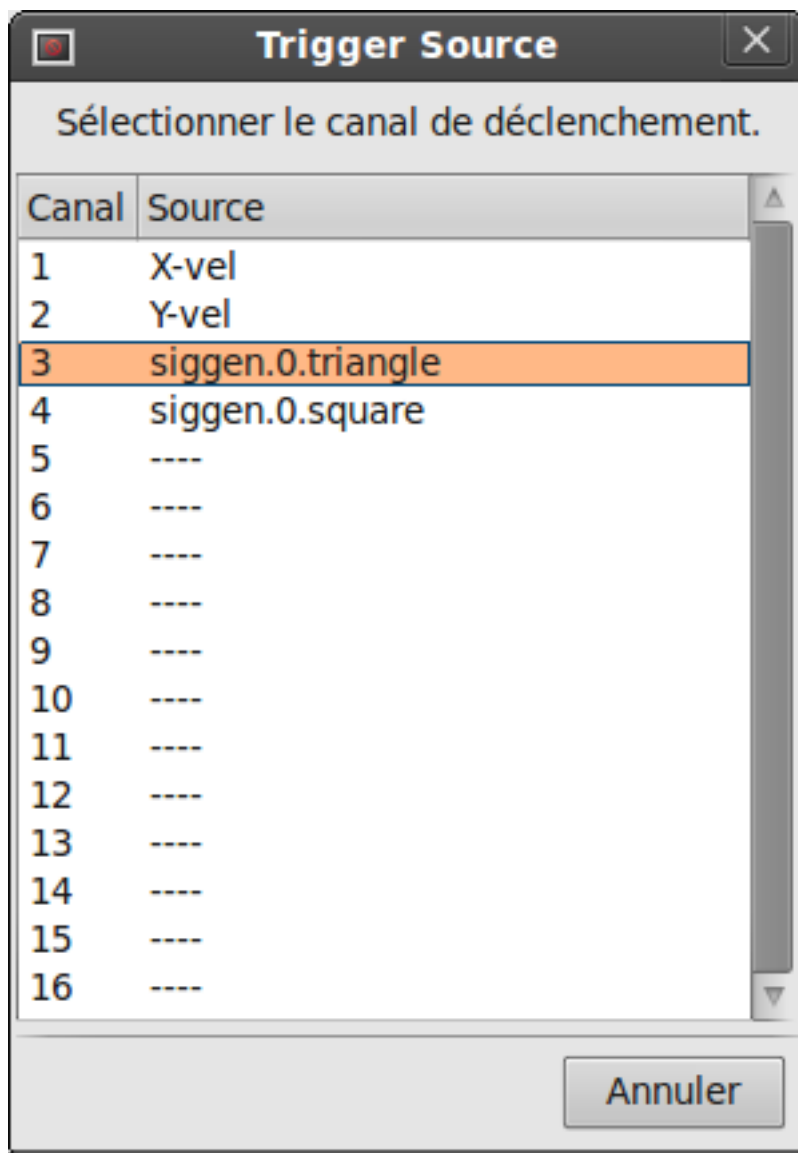 Trigger Source
Sélectionner le canal de déclenchement.
Canal Source
1 X-vel
2 Y-vel
3 siggen.0.triangle
4 siggen.0.square
5 ----
6 ----
7 ----
8 ----
9 ----
10 ----
11 ----
12 ----
13 ----
14 ----
15 ----
16 ----
Annuler